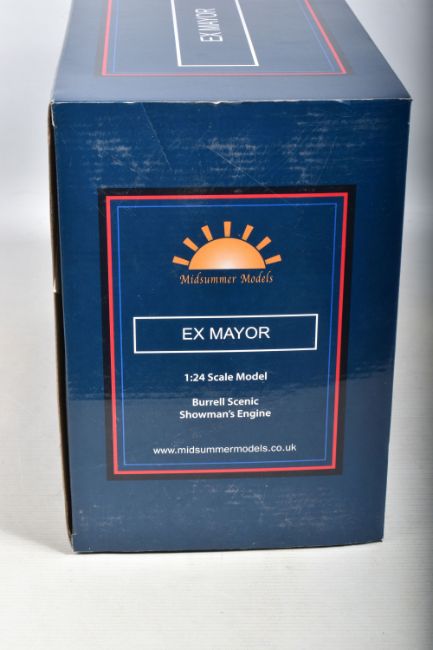 EX MAYOR
Midsummer Models
EX MAYOR
1:24 Scale Model
Burrell Scenic
Showman's Engine
www.midsummermodels.co.uk